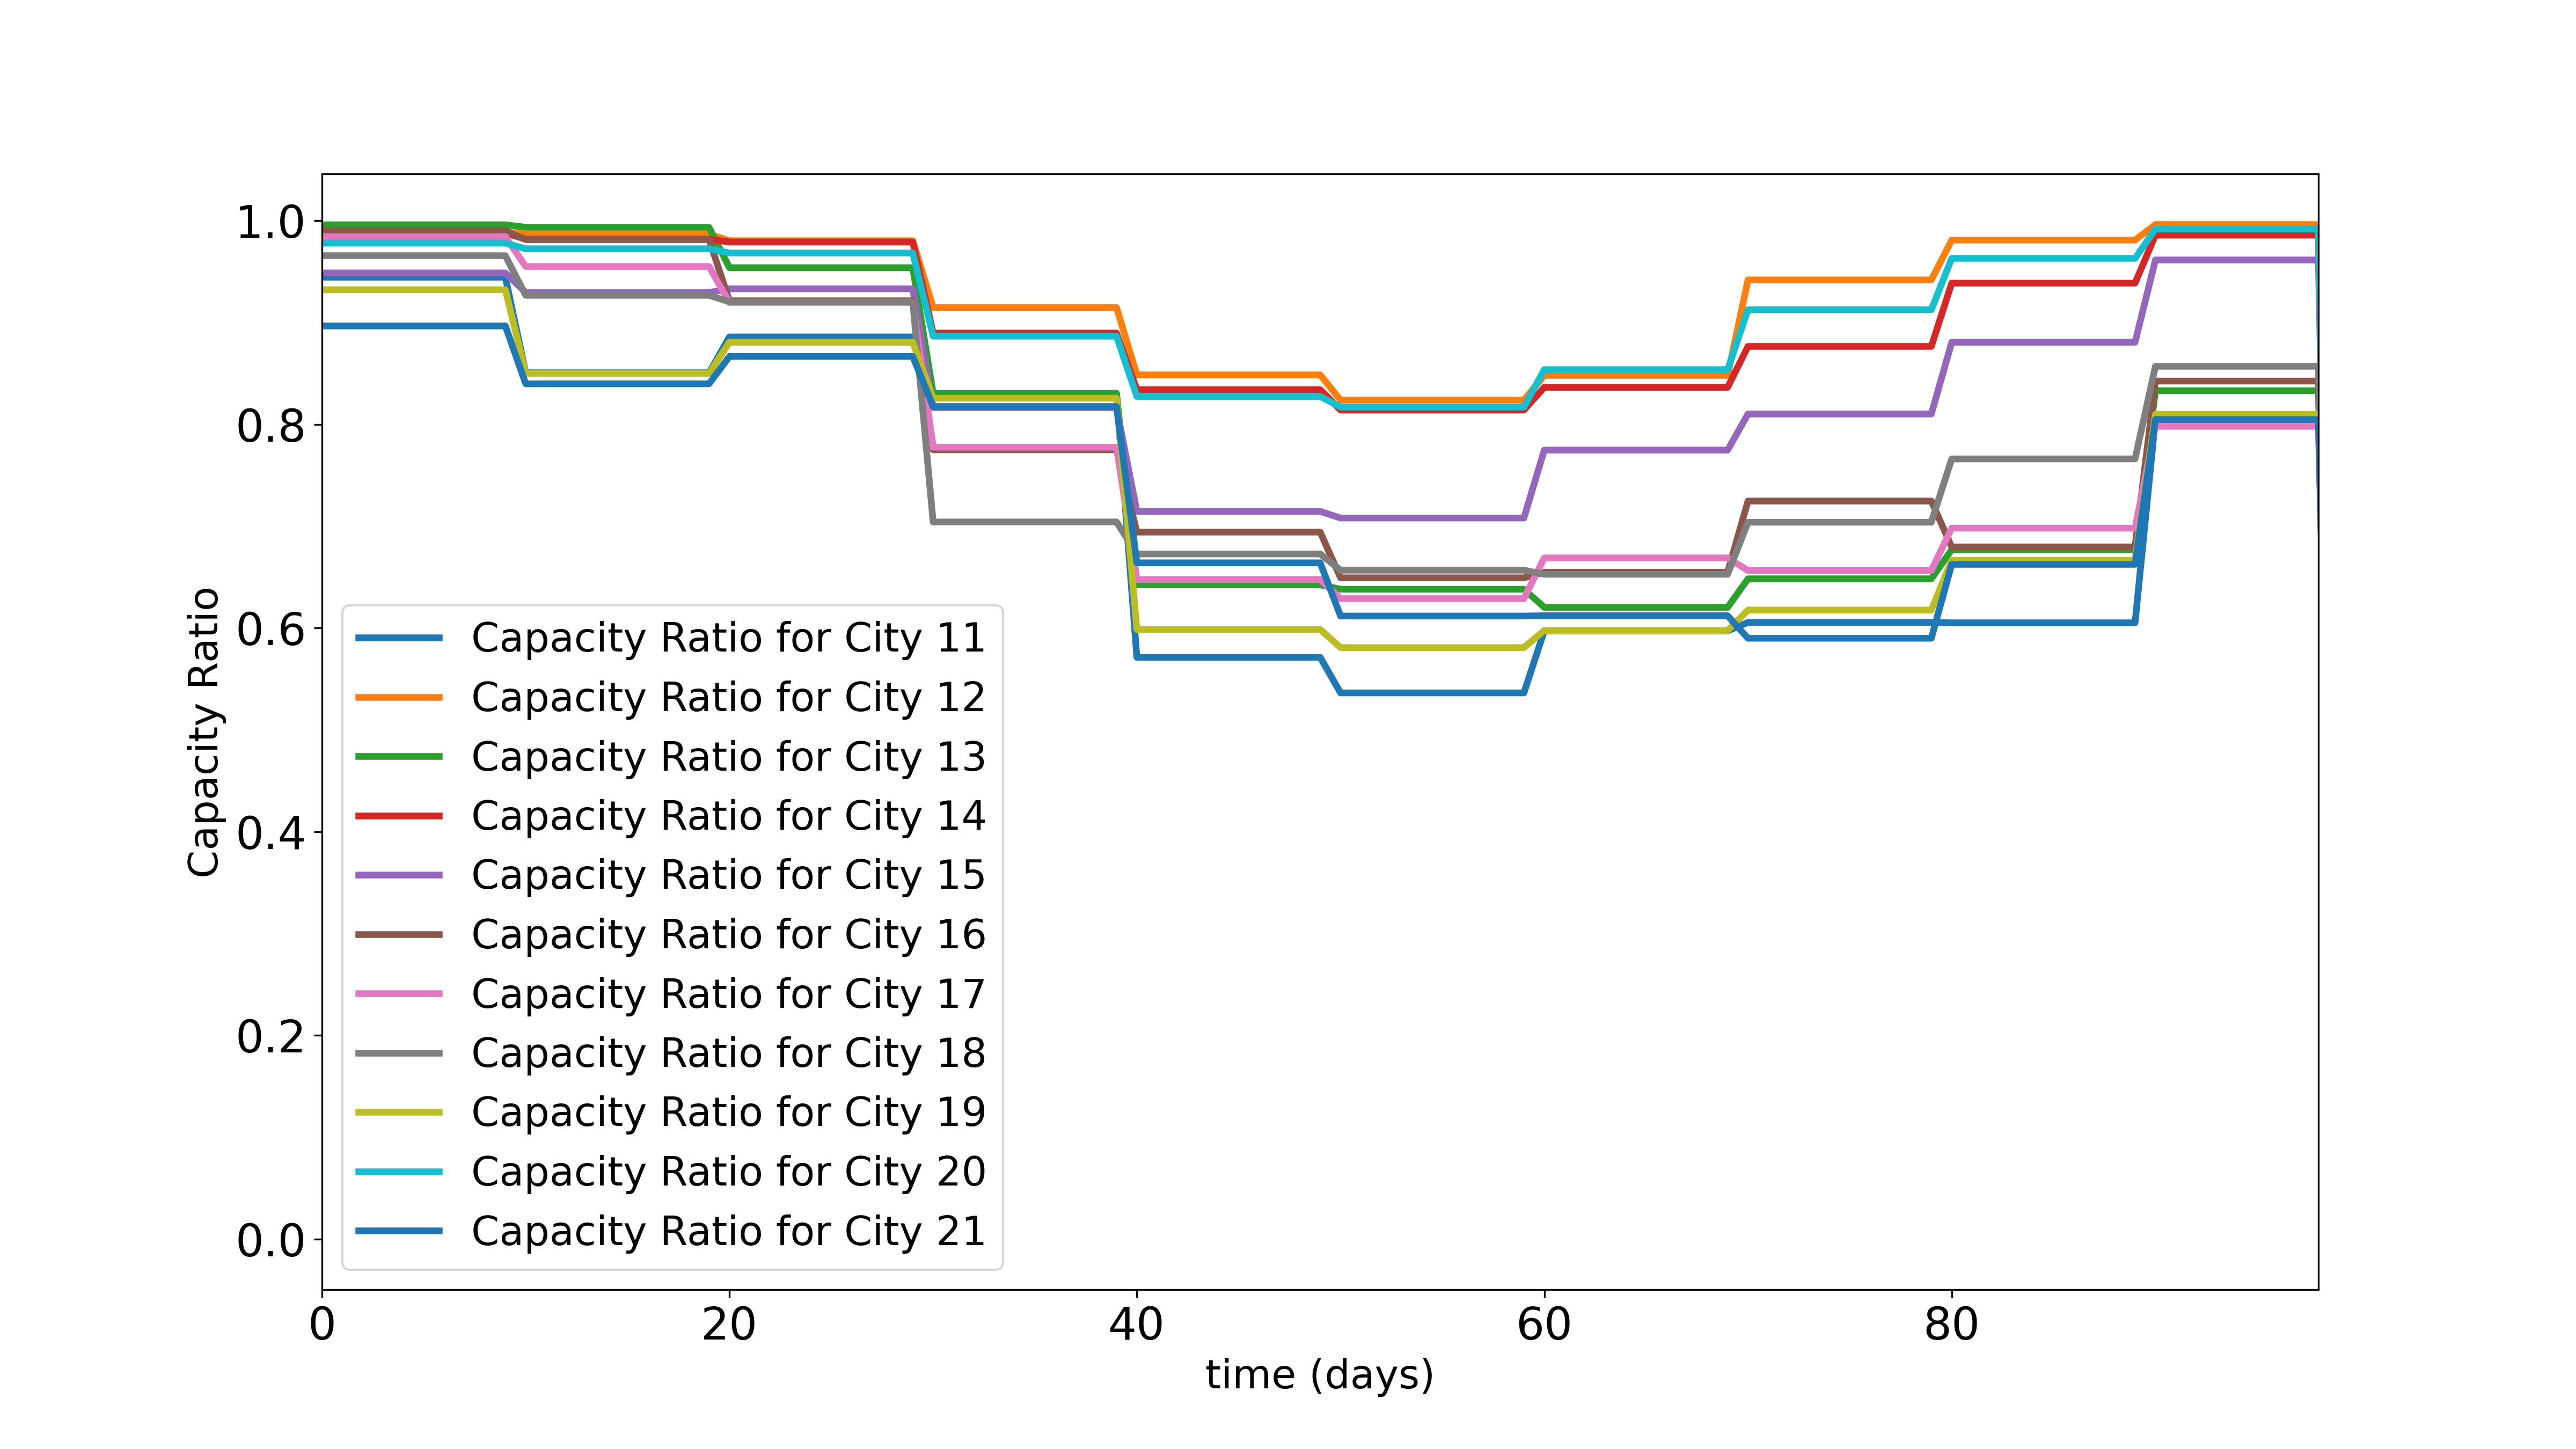 1.0
0.8
0.6
0.4
0.2
0.0
Capacity Ratio
Capacity Ratio for City 11
Capacity Ratio for City 12
Capacity Ratio for City 13
Capacity Ratio for City 14
Capacity Ratio for City 15
Capacity Ratio for City 16
Capacity Ratio for City 17
Capacity Ratio for City 18
Capacity Ratio for City 19
Capacity Ratio for City 20
Capacity Ratio for City 21
0 20 40 60 80
time (days)